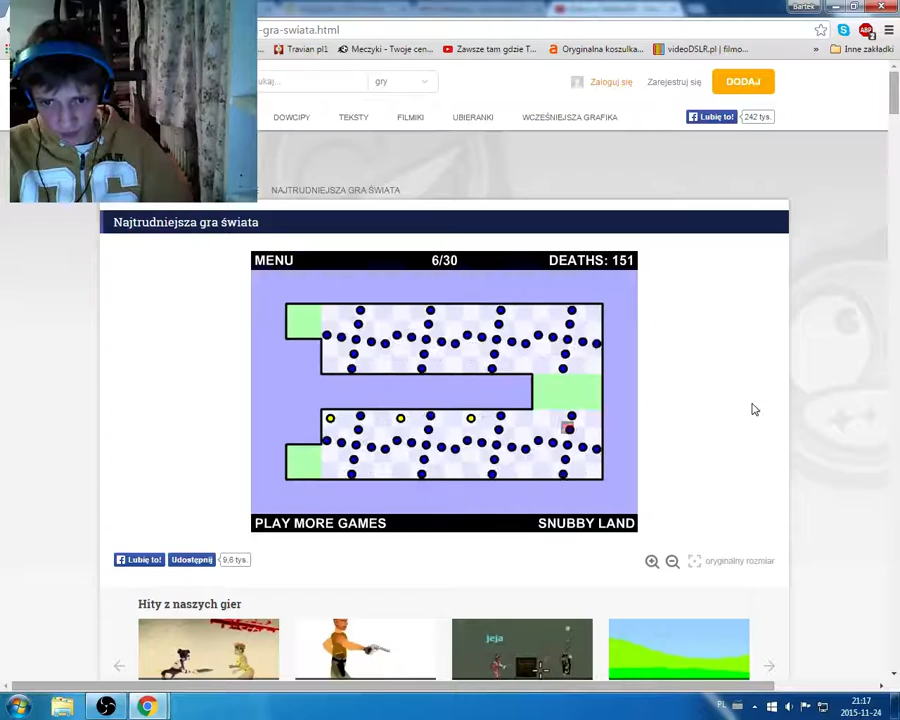 Bartek
-gra-swiata.html
Travian pl1
Meczyki - Twoje cen...
Zawsze tam gdzie T...
Oryginalna koszulka...
videoDSLR.pl | filmo...
»
Inne zakładki
kaj...
gry
Zaloguj się
Zarejestruj się
DODAJ
DOWCIPY
TEKSTY
FILMIKI
UBIERANKI
WCZEŚNIEJSZA GRAFIKA
Lubię to!
242 tys.
NAJTRUDNIEJSZA GRA ŚWIATA
Najtrudniejsza gra świata
MENU
6/30
DEATHS: 151
PLAY MORE GAMES
SNUBBY LAND
Lubię to!
Udostępnij
9,6 tys.
oryginalny rozmiar
Hity z naszych gier
jeja
PL
21:17
2015-11-24